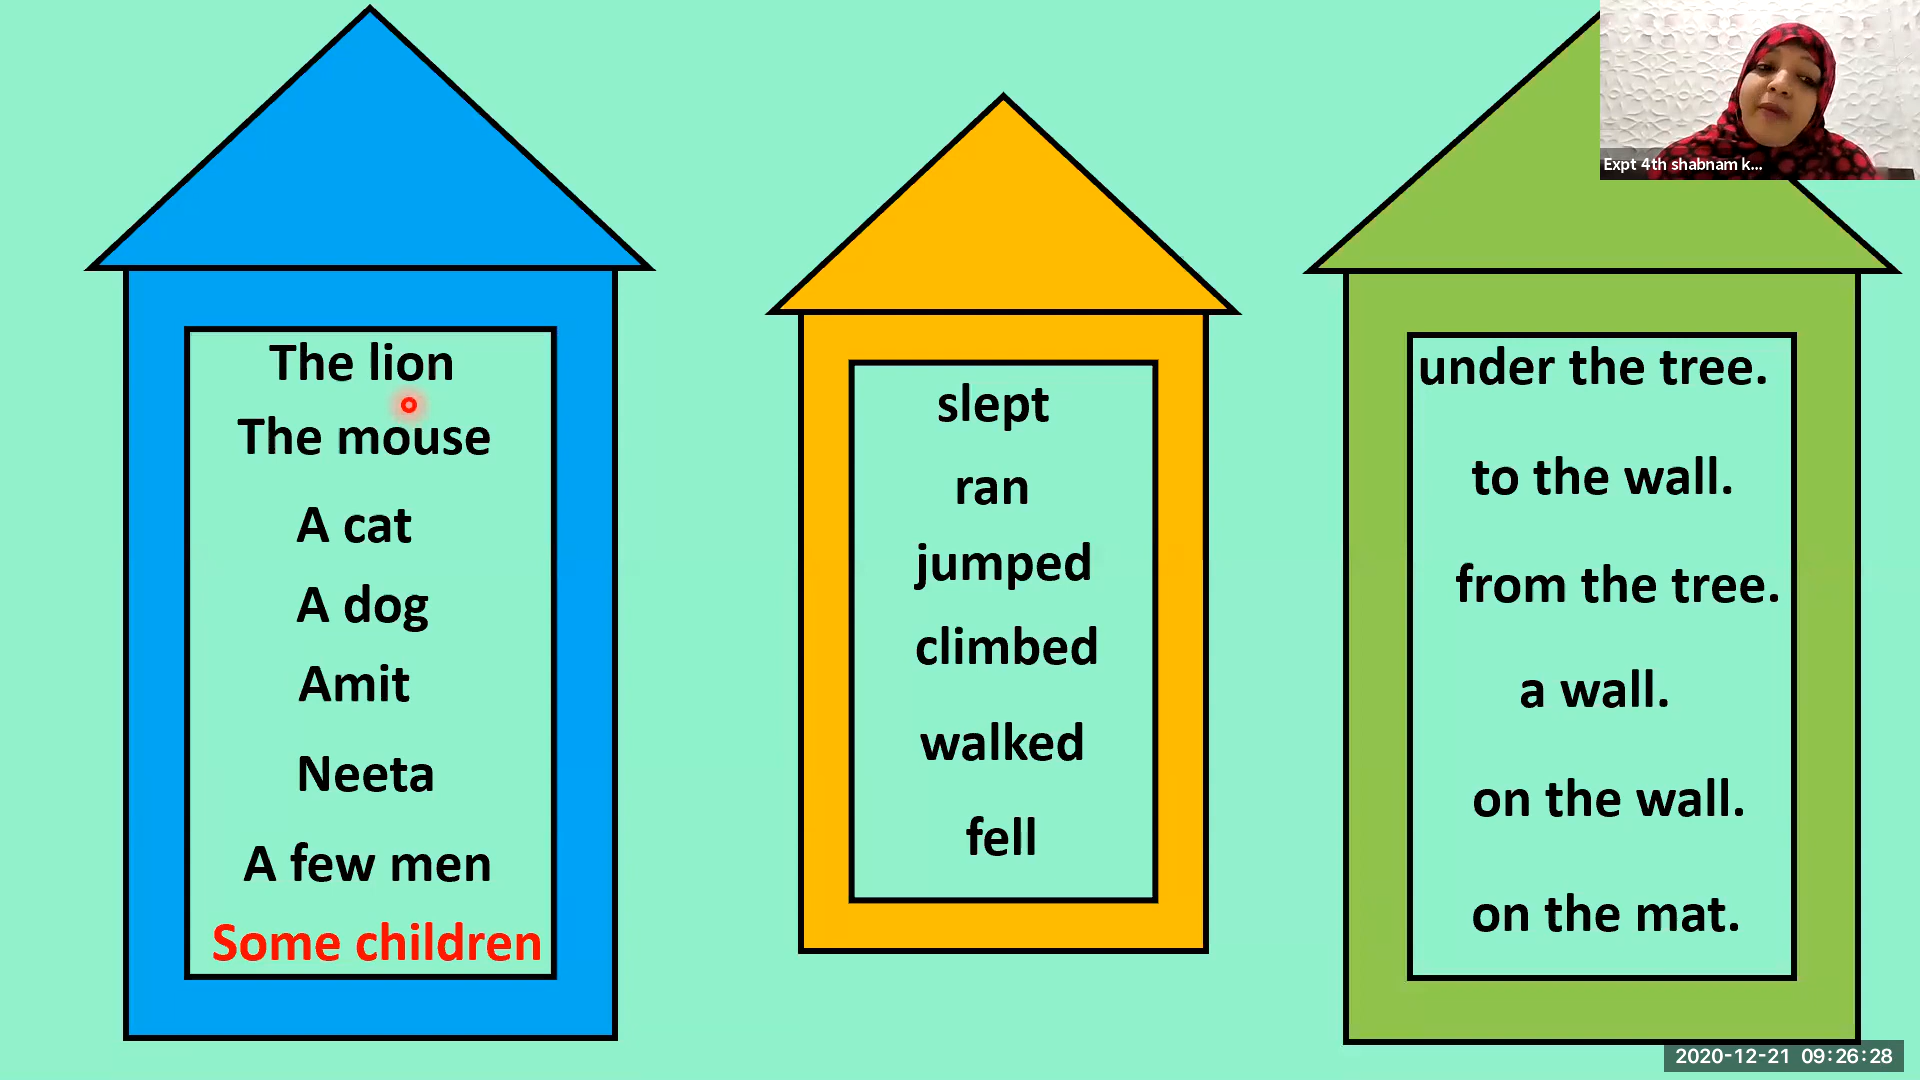 The lion
The mouse
A cat
A dog
Amit
Neeta
A few men
Some children
slept
ran
jumped
climbed
walked
fell
under the tree.
to the wall.
from the tree.
a wall.
on the wall.
on the mat.
Expt 4th shabnam k...
2020-12-21 09:26:28